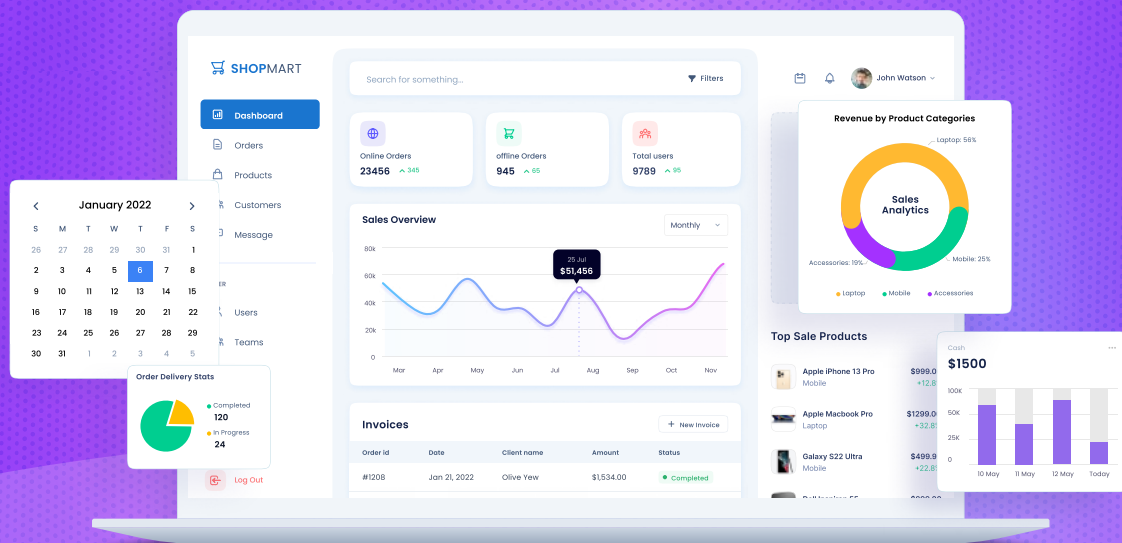 SHOPMART
Search for something...
Filters
John Watson
Dashboard
Orders
Products
Customers
Message
Users
Teams
Log Out
January 2022
S M T W T F S
26 27 28 29 30 31 1
2 3 4 5 6 7 8
9 10 11 12 13 14 15
16 17 18 19 20 21 22
23 24 25 26 27 28 29
30 31 1 2 3 4 5
Order Delivery Stats
Completed
120
In Progress
24
Online Orders
23456 345
offline Orders
945 65
Total users
9789 95
Sales Overview
Monthly
80k
60k
40k
20k
0
25 Jul
$51,456
Mar Apr May Jun Jul Aug Sep Oct Nov
Invoices
New Invoice
Order id Date Client name Amount Status
#1208 Jan 21, 2022 Olive Yew $1,534.00 Completed
Revenue by Product Categories
Laptop: 56%
Sales
Analytics
Accessories: 19%
Mobile: 25%
Laptop Mobile Accessories
Top Sale Products
Apple iPhone 13 Pro $999.0
Mobile +12.8
Apple Macbook Pro $1299.0
Laptop +32.8
Galaxy S22 Ultra $499.9
Mobile +22.8
Cash
$1500
100K
50K
25K
0
10 May 11 May 12 May Today